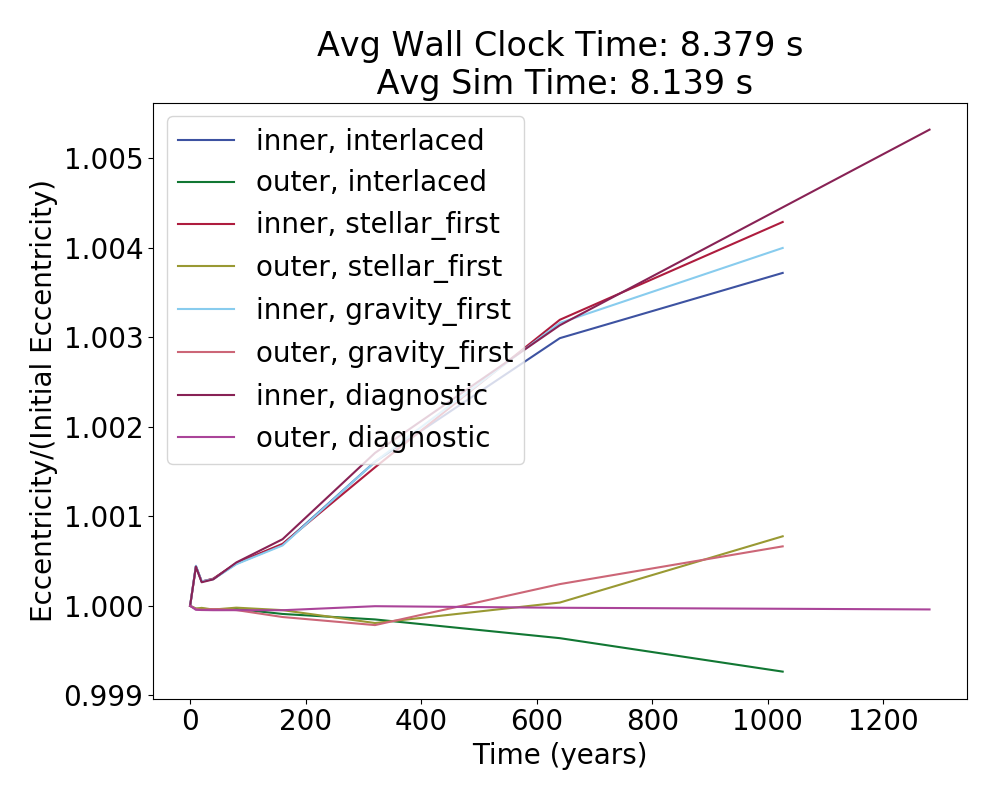 Avg Wall Clock Time: 8.379 s
Avg Sim Time: 8.139 s
Eccentricity/(Initial Eccentricity)
1.005
1.004
1.003
1.002
1.001
1.000
0.999
inner, interlaced
outer, interlaced
inner, stellar_first
outer, stellar_first
inner, gravity_first
outer, gravity_first
inner, diagnostic
outer, diagnostic
0 200 400 600 800 1000 1200
Time (years)